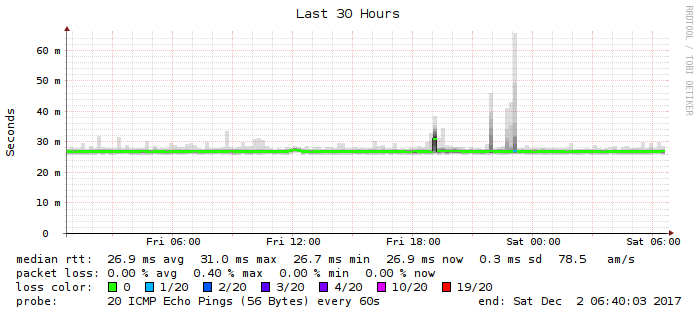 Last 30 Hours
RRDTOOL / TOBI OETIKER
Seconds
60 m
50 m
40 m
30 m
20 m
10 m
0
Fri 06:00 Fri 12:00 Fri 18:00 Sat 00:00 Sat 06:00
median rtt: 26.9 ms avg 31.0 ms max 26.7 ms min 26.9 ms now 0.3 ms sd 78.5 am/s
packet loss: 0.00 % avg 0.40 % max 0.00 % min 0.00 % now
loss color: 0 1/20 2/20 3/20 4/20 10/20 19/20
probe: 20 ICMP Echo Pings (56 Bytes) every 60s end: Sat Dec 2 06:40:03 2017